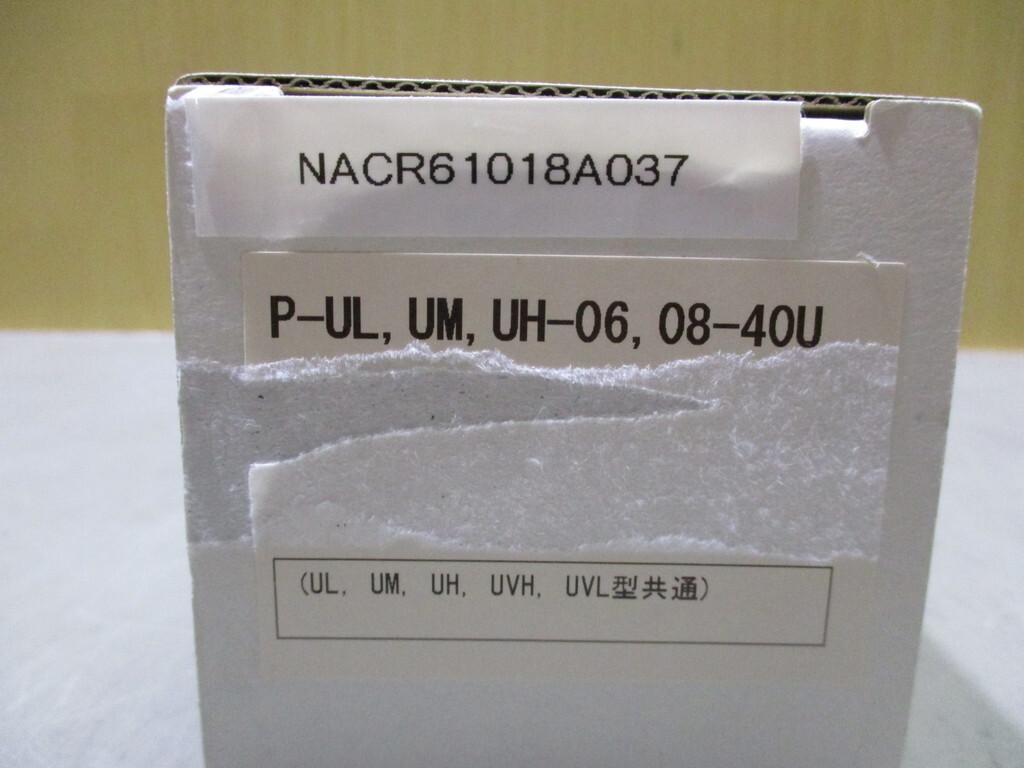 NACR61018A037
P-UL, UM, UH-06, 08-40U
(UL, UM, UH, UVH, UVL型共通)